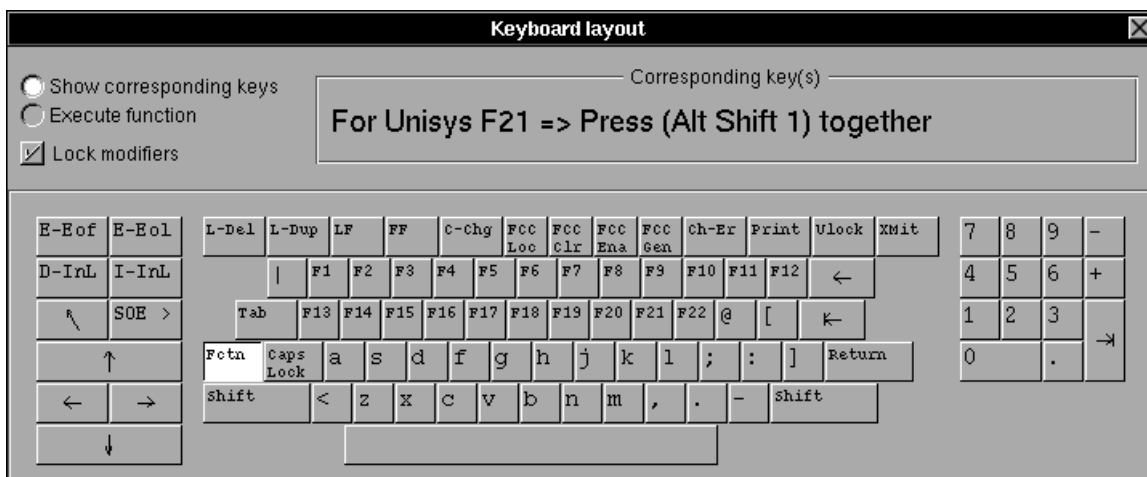 Keyboard layout
Show corresponding keys
Execute function
Lock modifiers
Corresponding key(s)
For Unisys F21 => Press (Alt Shift 1) together
E-Eof E-Eol L-Del L-Dup LF FF C-Chg FCC Loc FCC Clr FCC Ena FCC Gen Ch-Er Print Ulock XMit 7 8 9 -
D-InL I-InL | F1 F2 F3 F4 F5 F6 F7 F8 F9 F10 F11 F12 ← 4 5 6 +
↖ SOE > Tab F13 F14 F15 F16 F17 F18 F19 F20 F21 F22 @ [ ⇤ 1 2 3 ⇥
↑ Fctn Caps Lock a s d f g h j k l ; : ] Return 0 .
← → Shift < z x c v b n m , . - Shift
↓